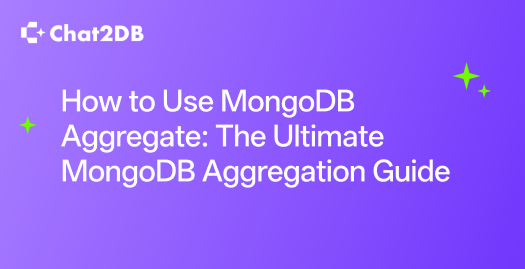 Chat2DB
How to Use MongoDB
Aggregate: The Ultimate
MongoDB Aggregation Guide